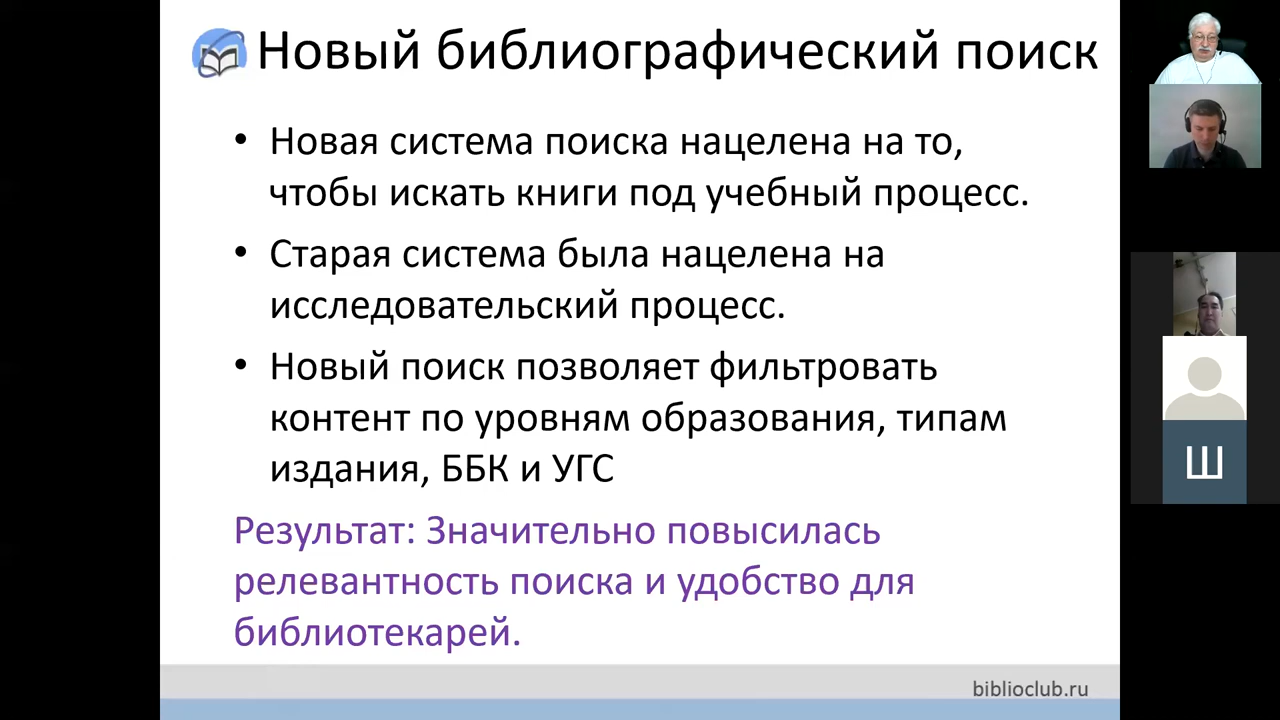 Новый библиографический поиск
• Новая система поиска нацелена на то,
чтобы искать книги под учебный процесс.
• Старая система была нацелена на
исследовательский процесс.
• Новый поиск позволяет фильтровать
контент по уровням образования, типам
издания, ББК и УГС
Результат: Значительно повысилась
релевантность поиска и удобство для
библиотекарей.
biblioclub.ru
Ш